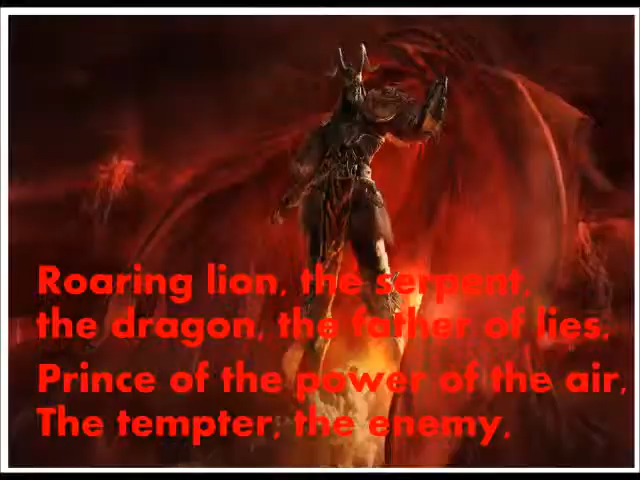 Roaring lion, the serpent,
the dragon, the father of lies.
Prince of the power of the air,
The tempter, the enemy,